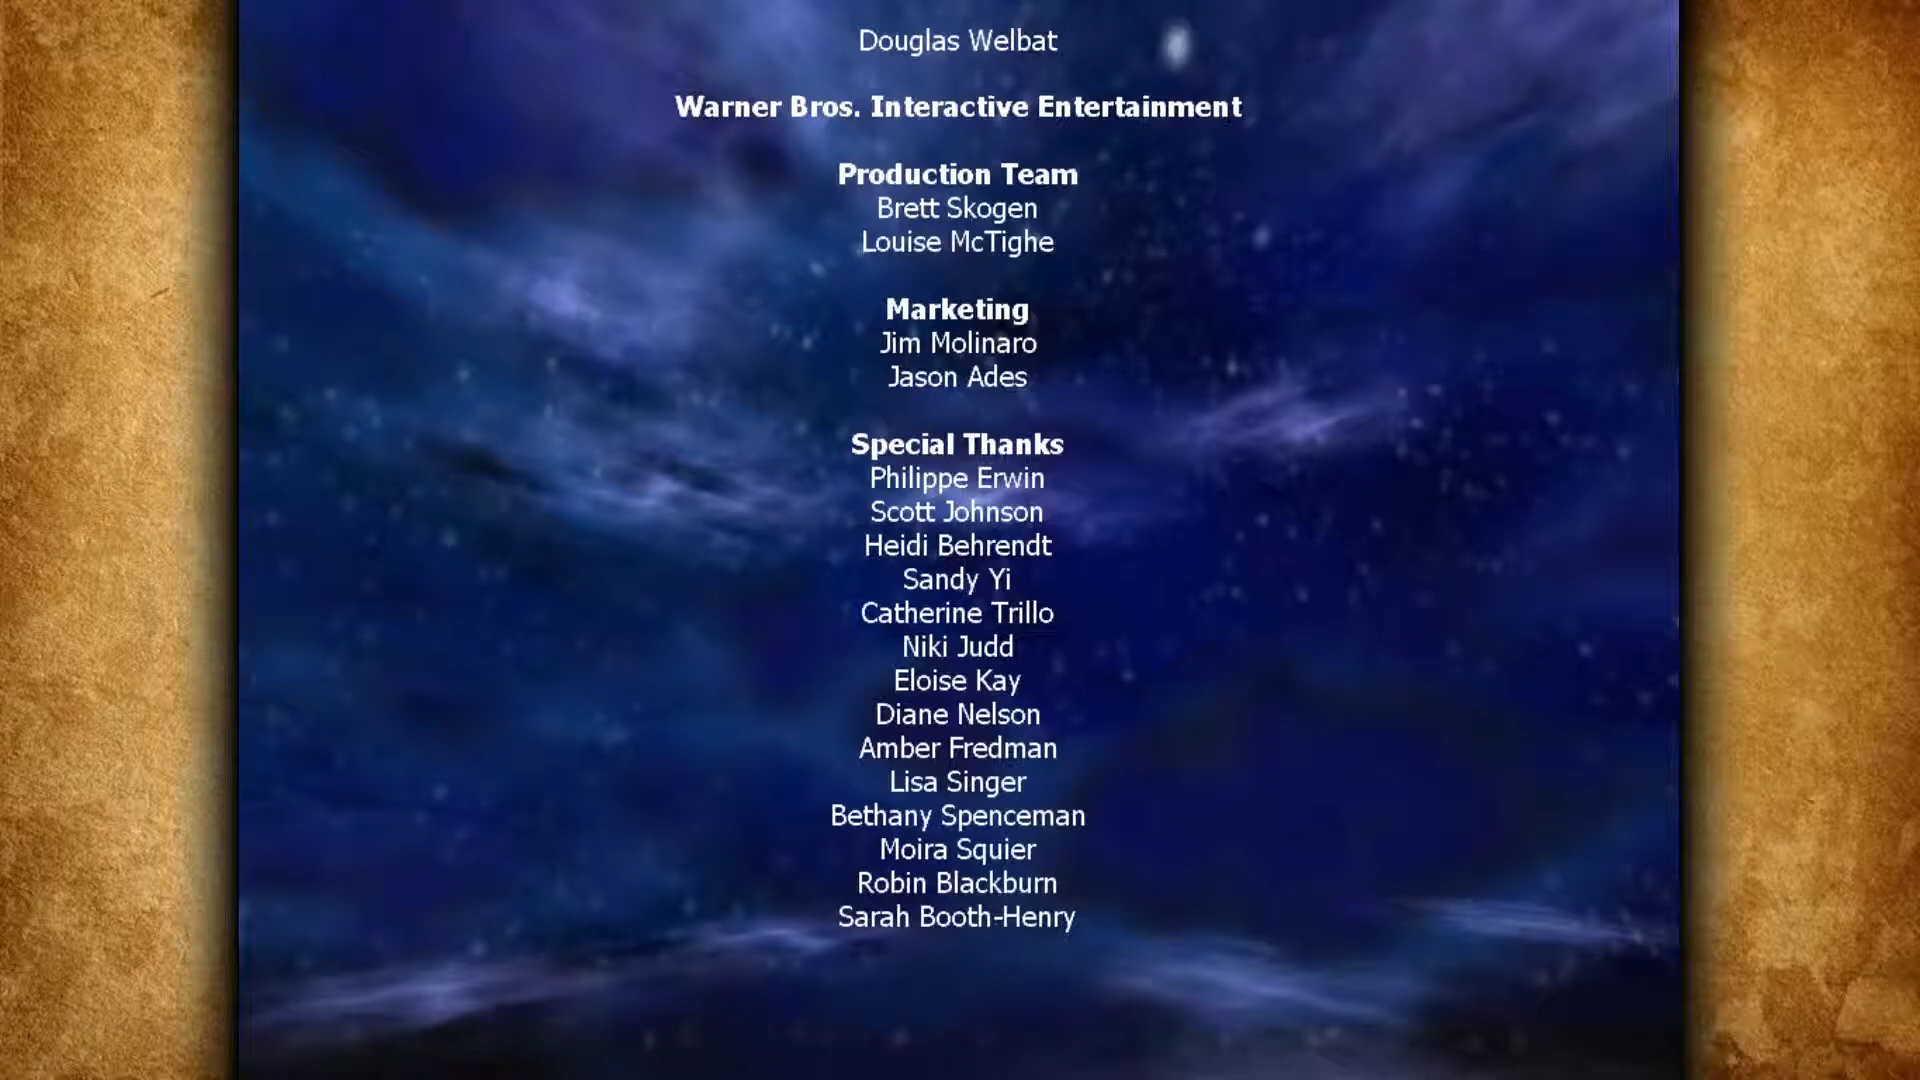 Douglas Welbat
Warner Bros. Interactive Entertainment
Production Team
Brett Skogen
Louise McTighe
Marketing
Jim Molinaro
Jason Ades
Special Thanks
Philippe Erwin
Scott Johnson
Heidi Behrendt
Sandy Yi
Catherine Trillo
Niki Judd
Eloise Kay
Diane Nelson
Amber Fredman
Lisa Singer
Bethany Spenceman
Moira Squier
Robin Blackburn
Sarah Booth-Henry